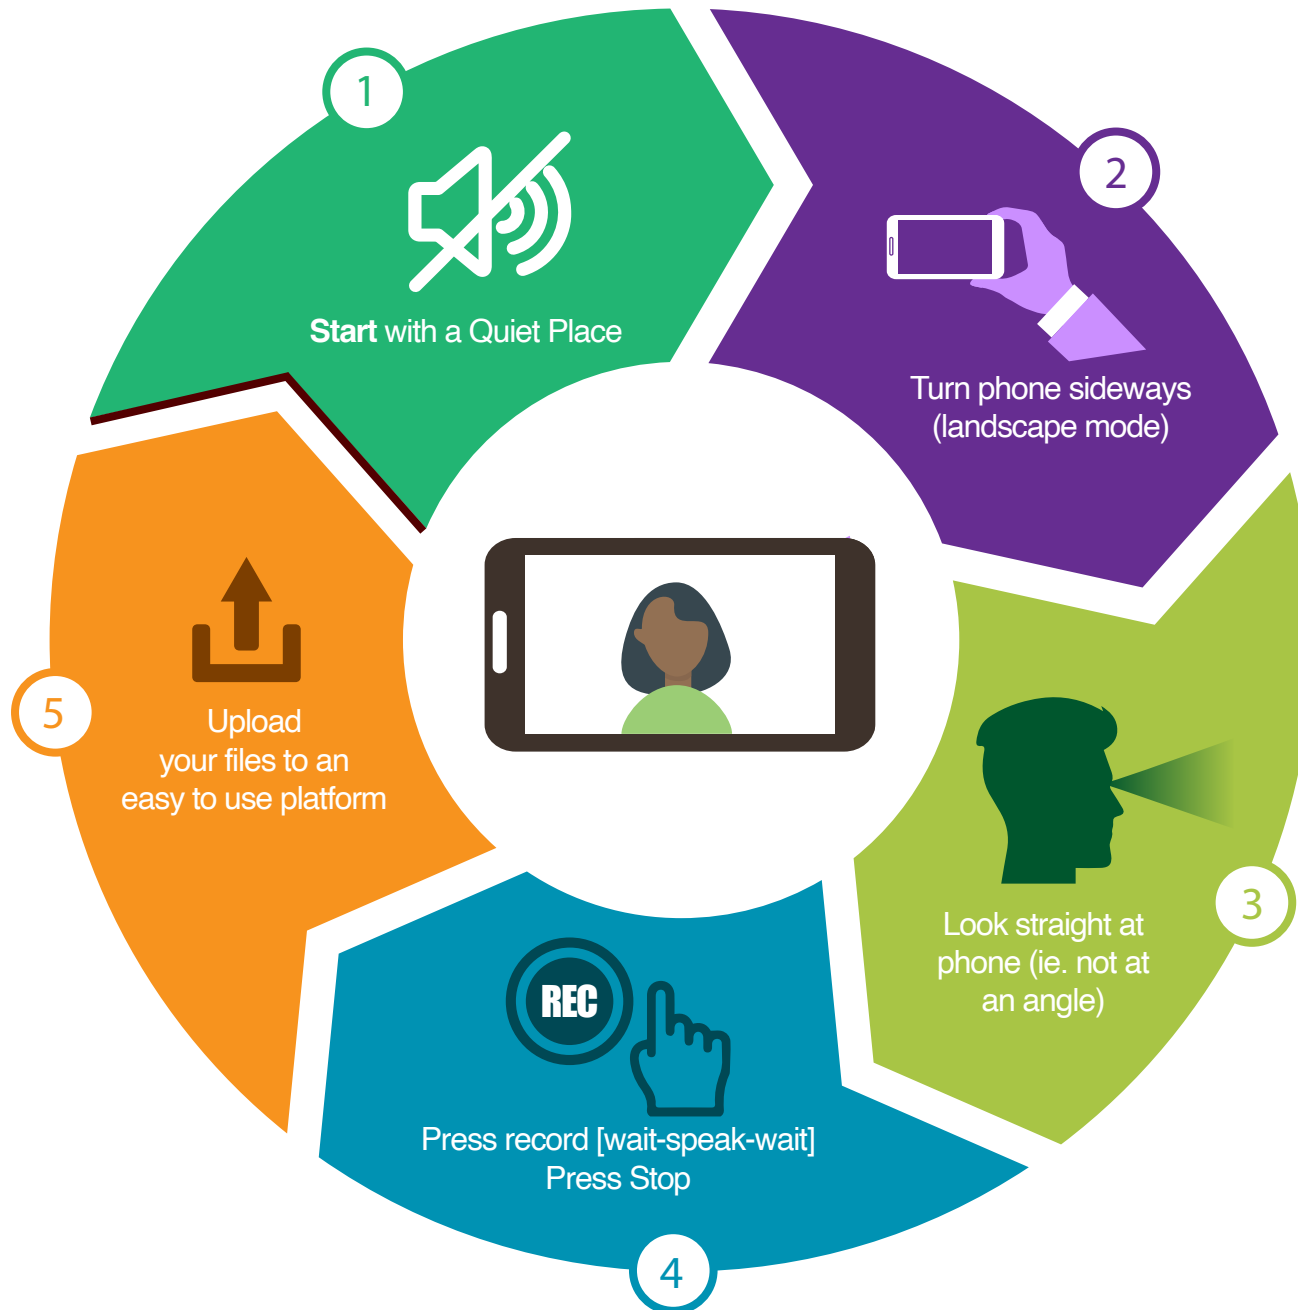 1
Start with a Quiet Place
2
Turn phone sideways
(landscape mode)
3
Look straight at
phone (ie. not at
an angle)
4
REC
Press record [wait-speak-wait]
Press Stop
5
Upload
your files to an
easy to use platform